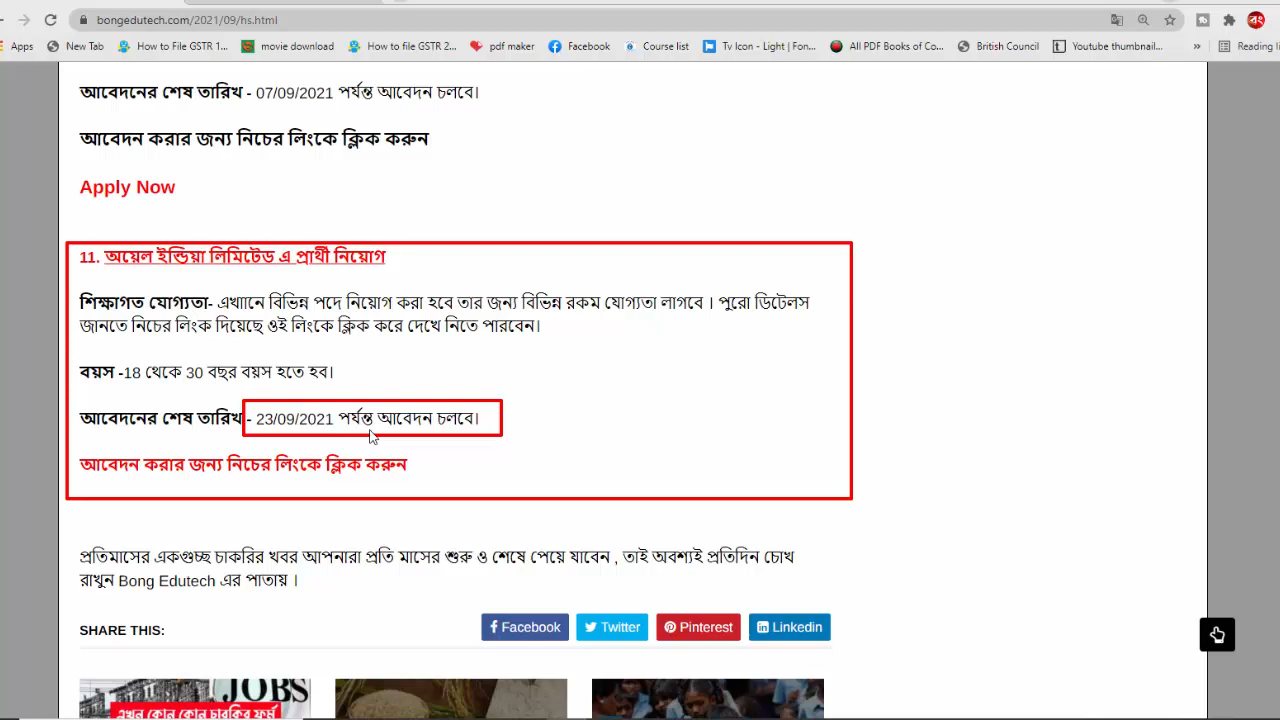 bongedutech.com/2021/09/hs.html
Apps New Tab How to File GSTR 1... movie download How to file GSTR 2... pdf maker Facebook Course list Tv Icon - Light | Fon... All PDF Books of Co... British Council Youtube thumbnail... » Reading li
আবেদনের শেষ তারিখ - 07/09/2021 পর্যন্ত আবেদন চলবে।
আবেদন করার জন্য নিচের লিংকে ক্লিক করুন
Apply Now
11. অয়েল ইন্ডিয়া লিমিটেড এ প্রার্থী নিয়োগ
শিক্ষাগত যোগ্যতা- এখানে বিভিন্ন পদে নিয়োগ করা হবে তার জন্য বিভিন্ন রকম যোগ্যতা লাগবে । পুরো ডিটেলস
জানতে নিচের লিংক দিয়েছে ওই লিংকে ক্লিক করে দেখে নিতে পারবেন।
বয়স -18 থেকে 30 বছর বয়স হতে হব।
আবেদনের শেষ তারিখ - 23/09/2021 পর্যন্ত আবেদন চলবে।
আবেদন করার জন্য নিচের লিংকে ক্লিক করুন
প্রতিমাসের একগুচ্ছ চাকরির খবর আপনারা প্রতি মাসের শুরু ও শেষে পেয়ে যাবেন , তাই অবশ্যই প্রতিদিন চোখ
রাখুন Bong Edutech এর পাতায় ।
SHARE THIS: Facebook Twitter Pinterest Linkedin
JOBS
এখন কোন কোন চাকরির ফর্ম